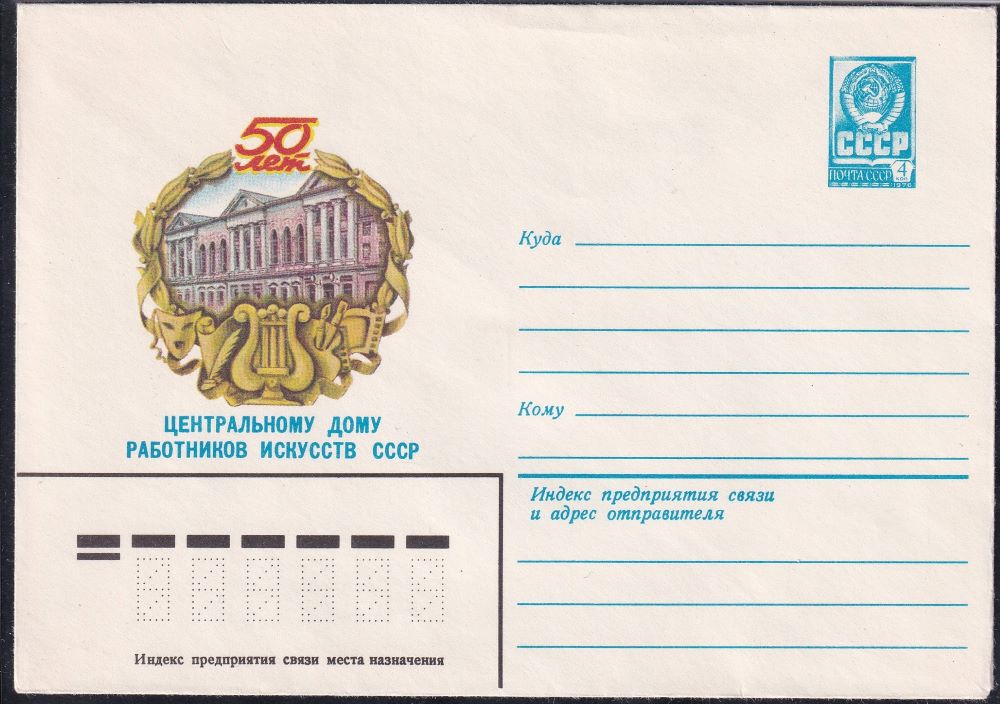 50
лет
ЦЕНТРАЛЬНОМУ ДОМУ
РАБОТНИКОВ ИСКУССТВ СССР
СССР
ПОЧТА СССР
4
коп
1978
Куда
Кому
Индекс предприятия связи
и адрес отправителя
Индекс предприятия связи места назначения